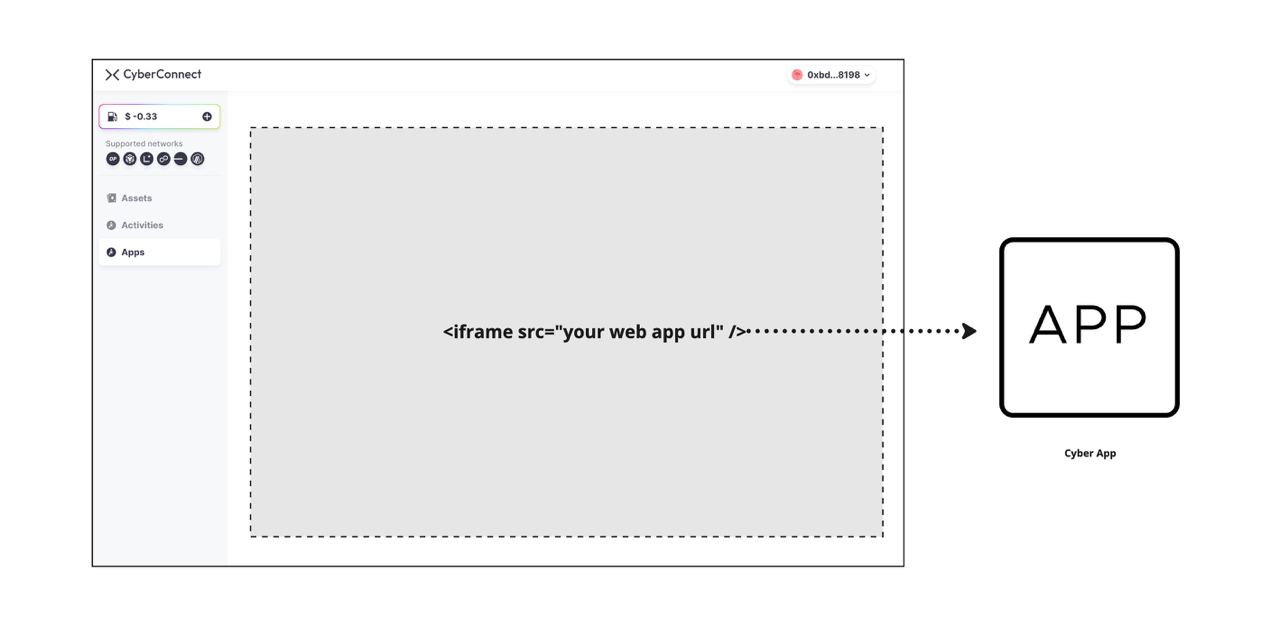 CyberConnect
0xbd...8198
$ -0.33
Supported networks
OP
Assets
Activities
Apps
<iframe src="your web app url" />
APP
Cyber App